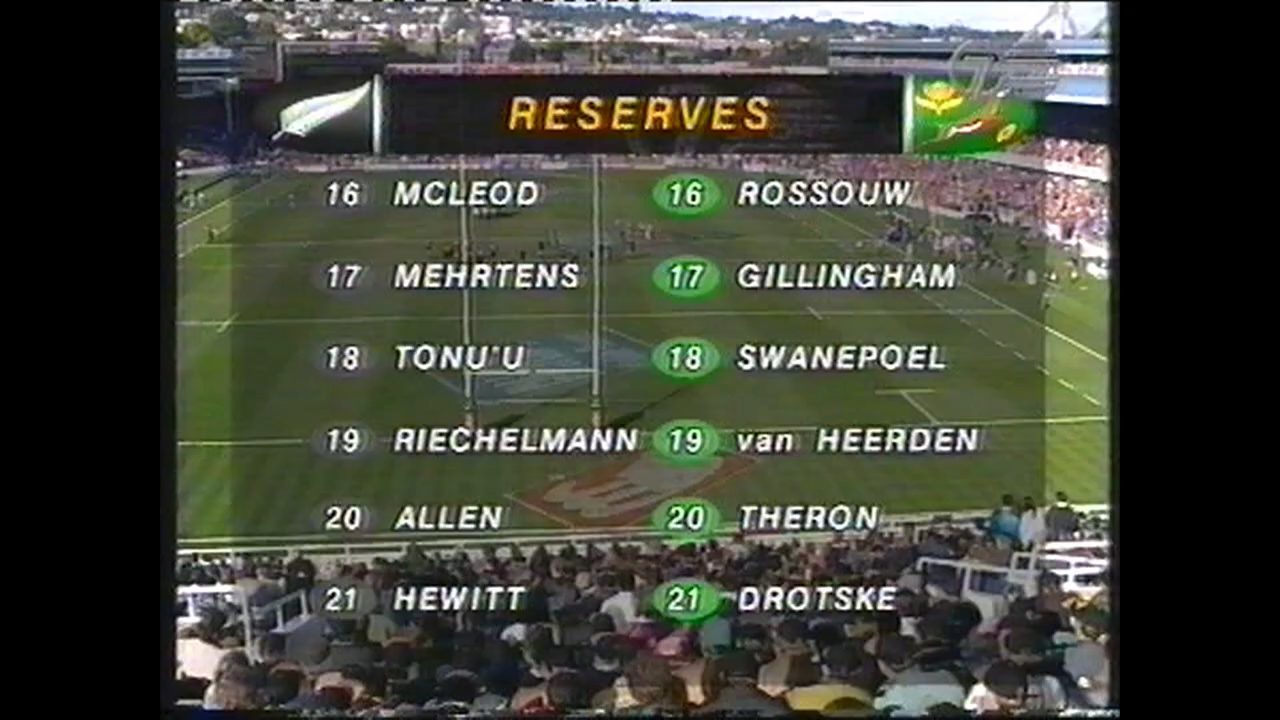 RESERVES
16 MCLEOD 16 ROSSOUW
17 MEHRTENS 17 GILLINGHAM
18 TONU'U 18 SWANEPOEL
19 RIECHELMANN 19 van HEERDEN
20 ALLEN 20 THERON
21 HEWITT 21 DROTSKE